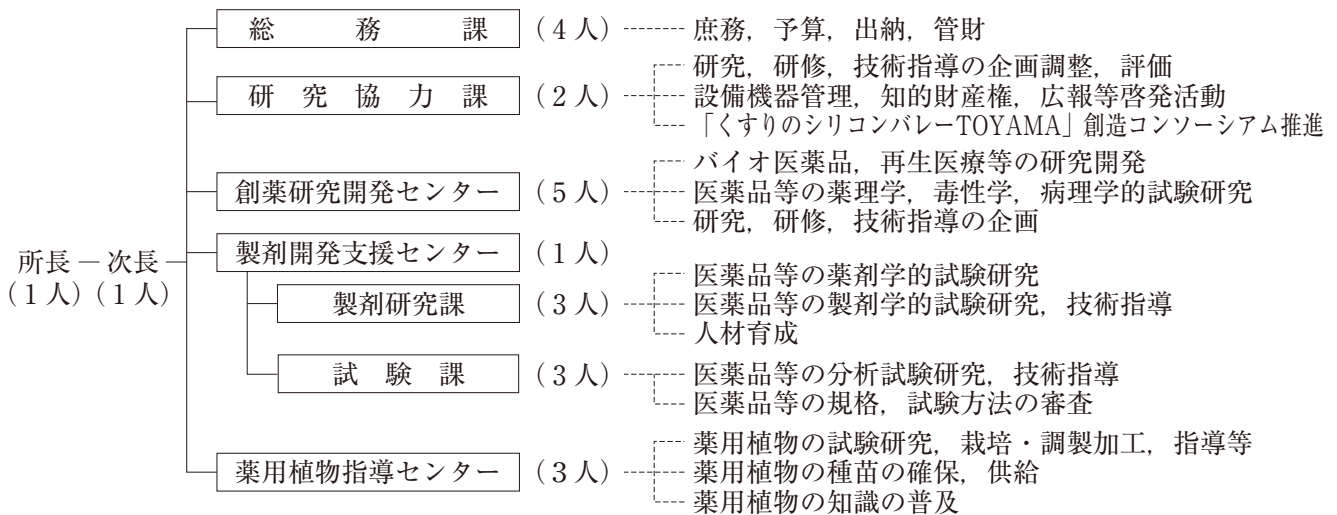 総務課 (4人) 庶務，予算，出納，管財
研究協力課 (2人) 研究，研修，技術指導の企画調整，評価
設備機器管理，知的財産権，広報等啓発活動
「くすりのシリコンバレーTOYAMA」創造コンソーシアム推進
創薬研究開発センター (5人) バイオ医薬品，再生医療等の研究開発
医薬品等の薬理学，毒性学，病理学的試験研究
研究，研修，技術指導の企画
所長 次長
(1人) (1人)
製剤開発支援センター (1人)
製剤研究課 (3人) 医薬品等の薬剤学的試験研究
医薬品等の製剤学的試験研究，技術指導
人材育成
試験課 (3人) 医薬品等の分析試験研究，技術指導
医薬品等の規格，試験方法の審査
薬用植物指導センター (3人) 薬用植物の試験研究，栽培・調製加工，指導等
薬用植物の種苗の確保，供給
薬用植物の知識の普及